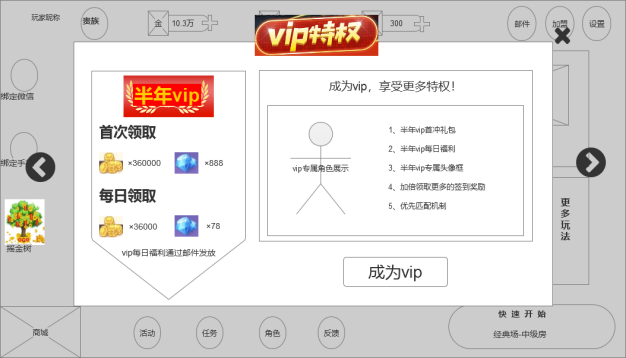 玩家昵称
贵族
金
10.3万
300
邮件
加盟
设置
vip特权
绑定微信
绑定手
摇金树
半年vip
首次领取
×360000
×888
每日领取
×36000
×78
vip每日福利通过邮件发放
成为vip，享受更多特权！
vip专属角色展示
1、半年vip首冲礼包
2、半年vip每日福利
3、半年vip专属头像框
4、加倍领取更多的签到奖励
5、优先匹配机制
成为vip
更多玩法
商城
活动
任务
角色
反馈
快速开始
经典场-中级房